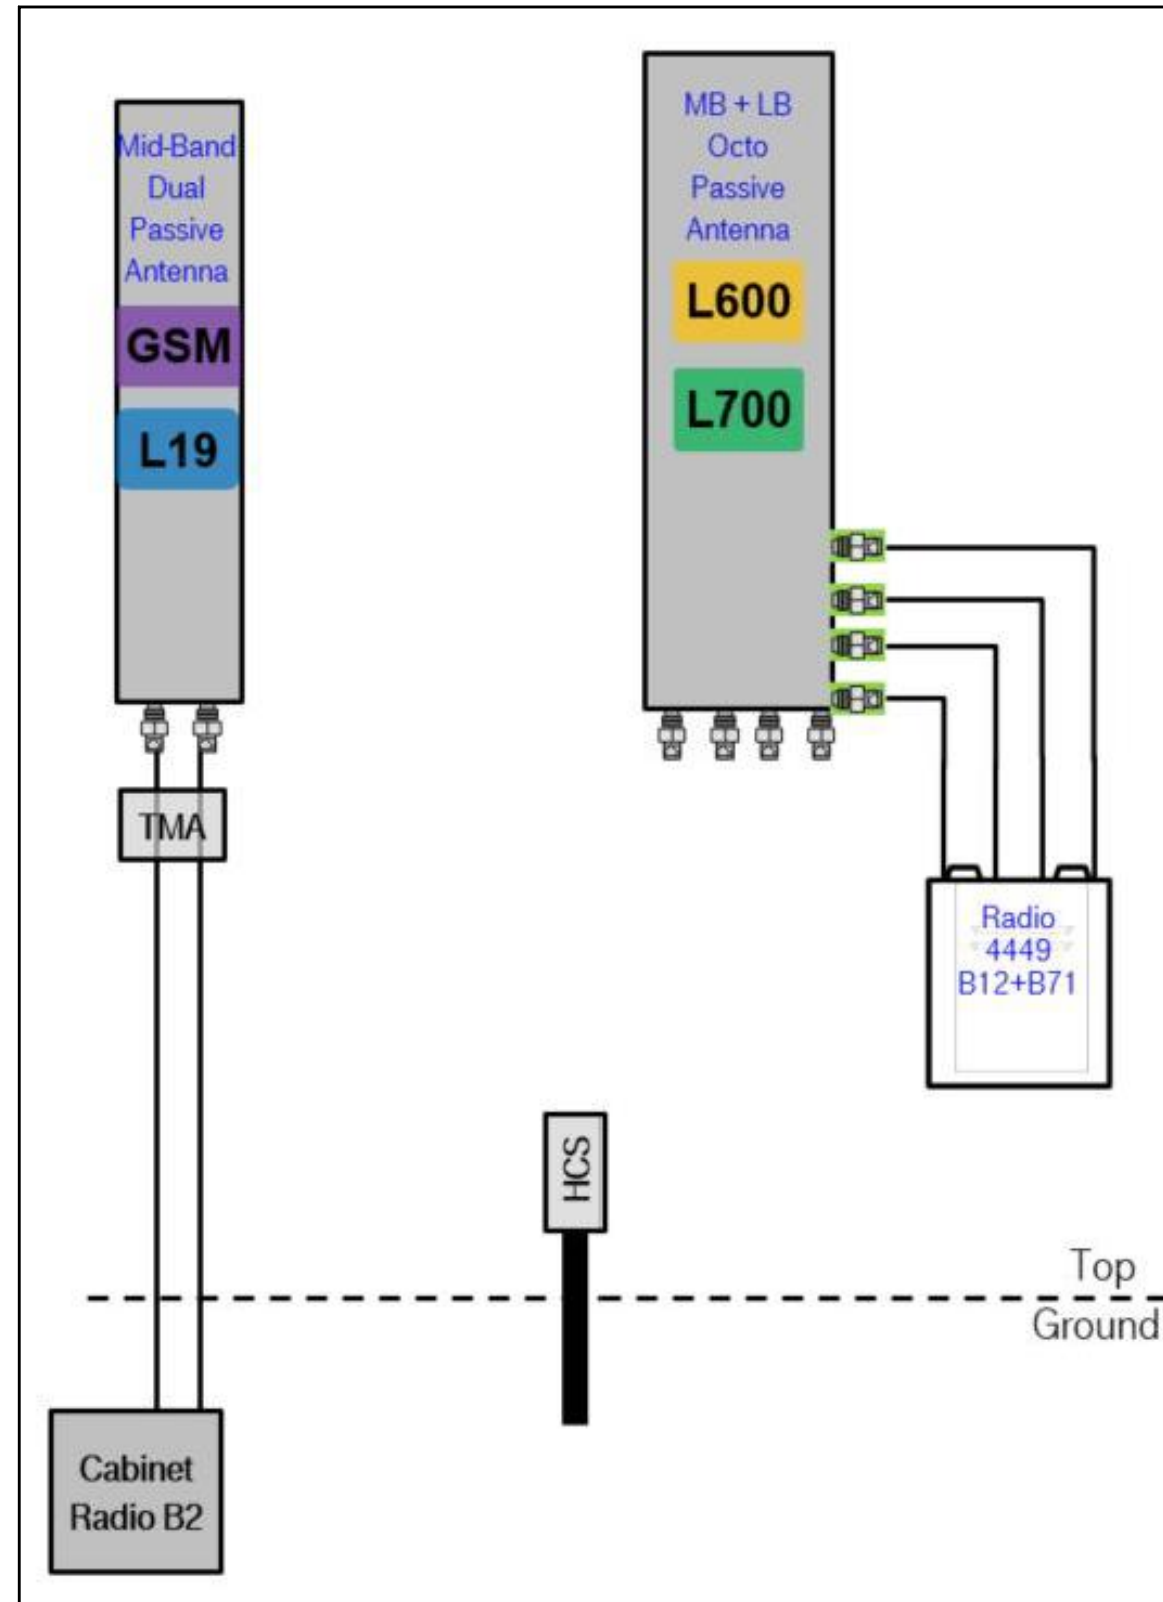 Mid-Band
Dual
Passive
Antenna
GSM
L19
TMA
MB + LB
Octo
Passive
Antenna
L600
L700
Radio
4449
B12+B71
HCS
Top
Ground
Cabinet
Radio B2